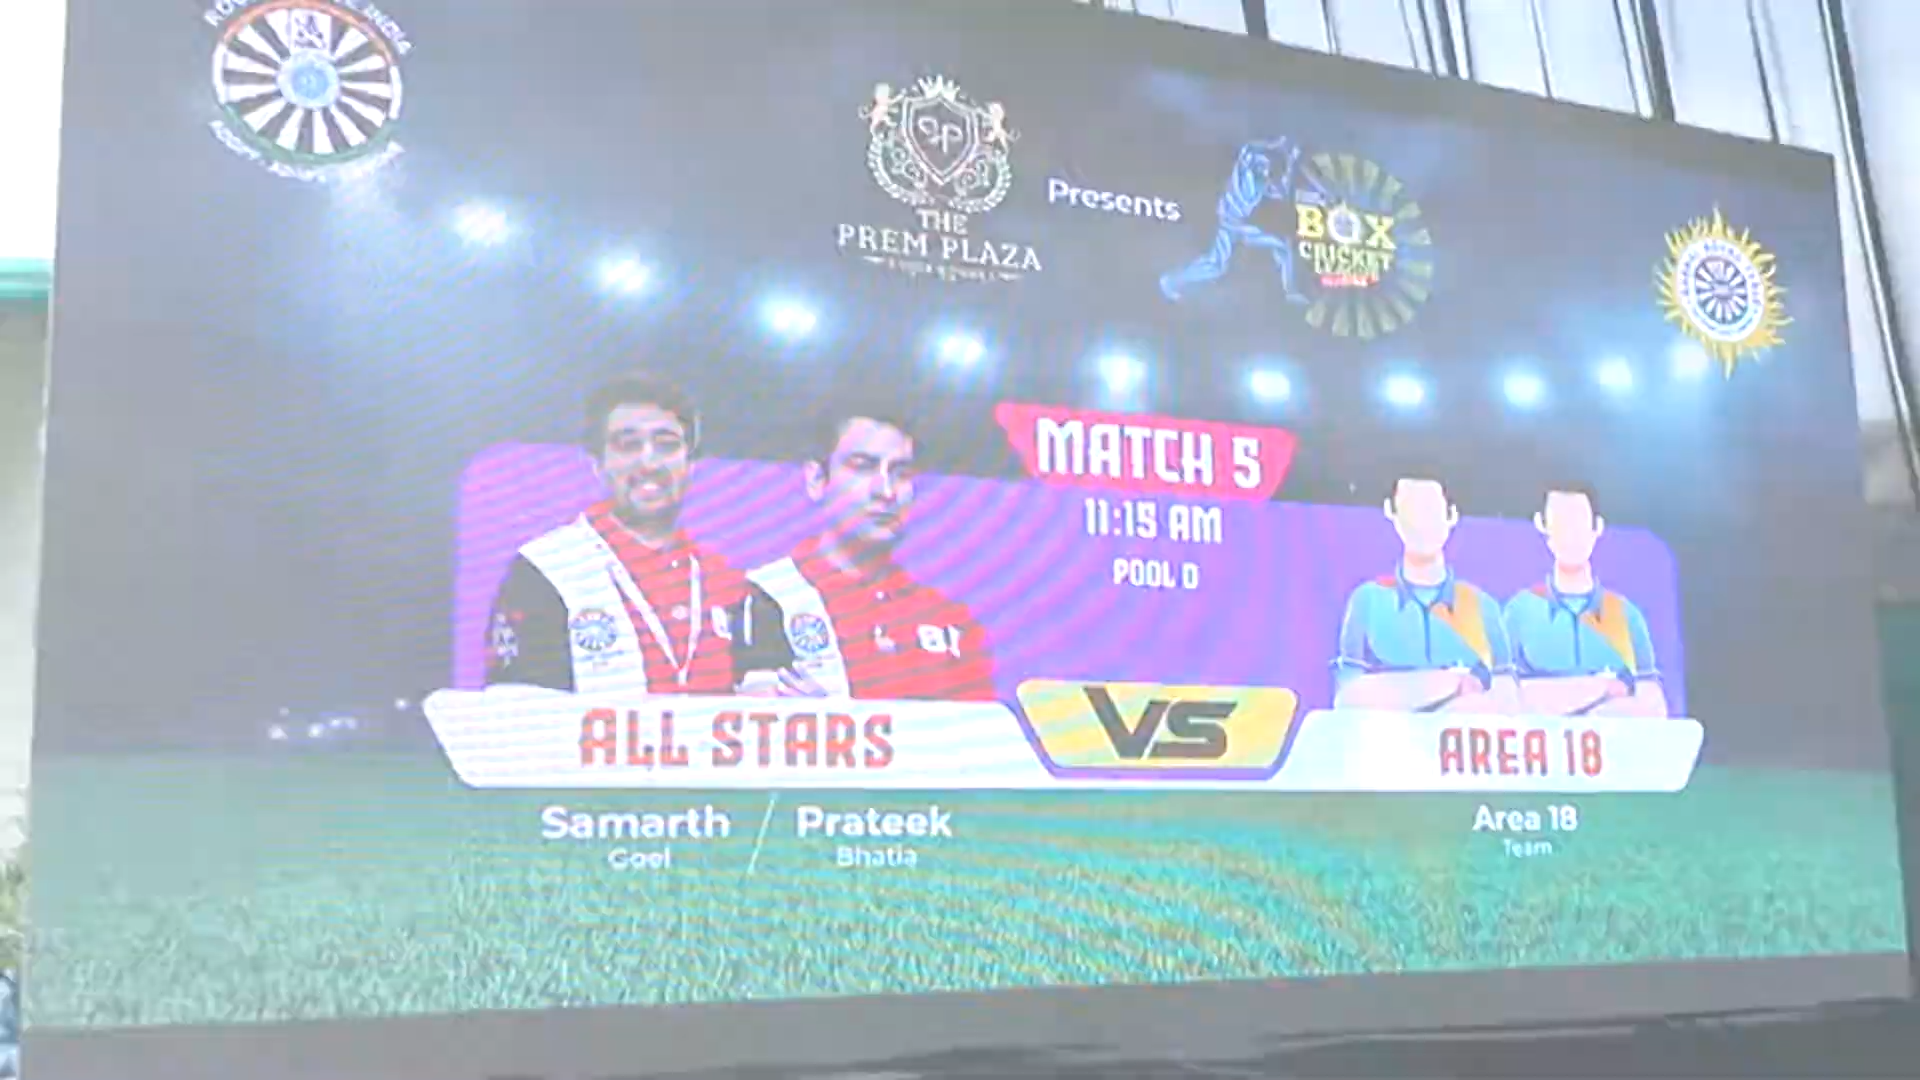 THE
PREM PLAZA
Presents
BOX
CRICKET
LEAGUE
MATCH 5
11:15 AM
POOL D
ALL STARS
VS
AREA 18
Samarth
Goel
Prateek
Bhatia
Area 18
Team